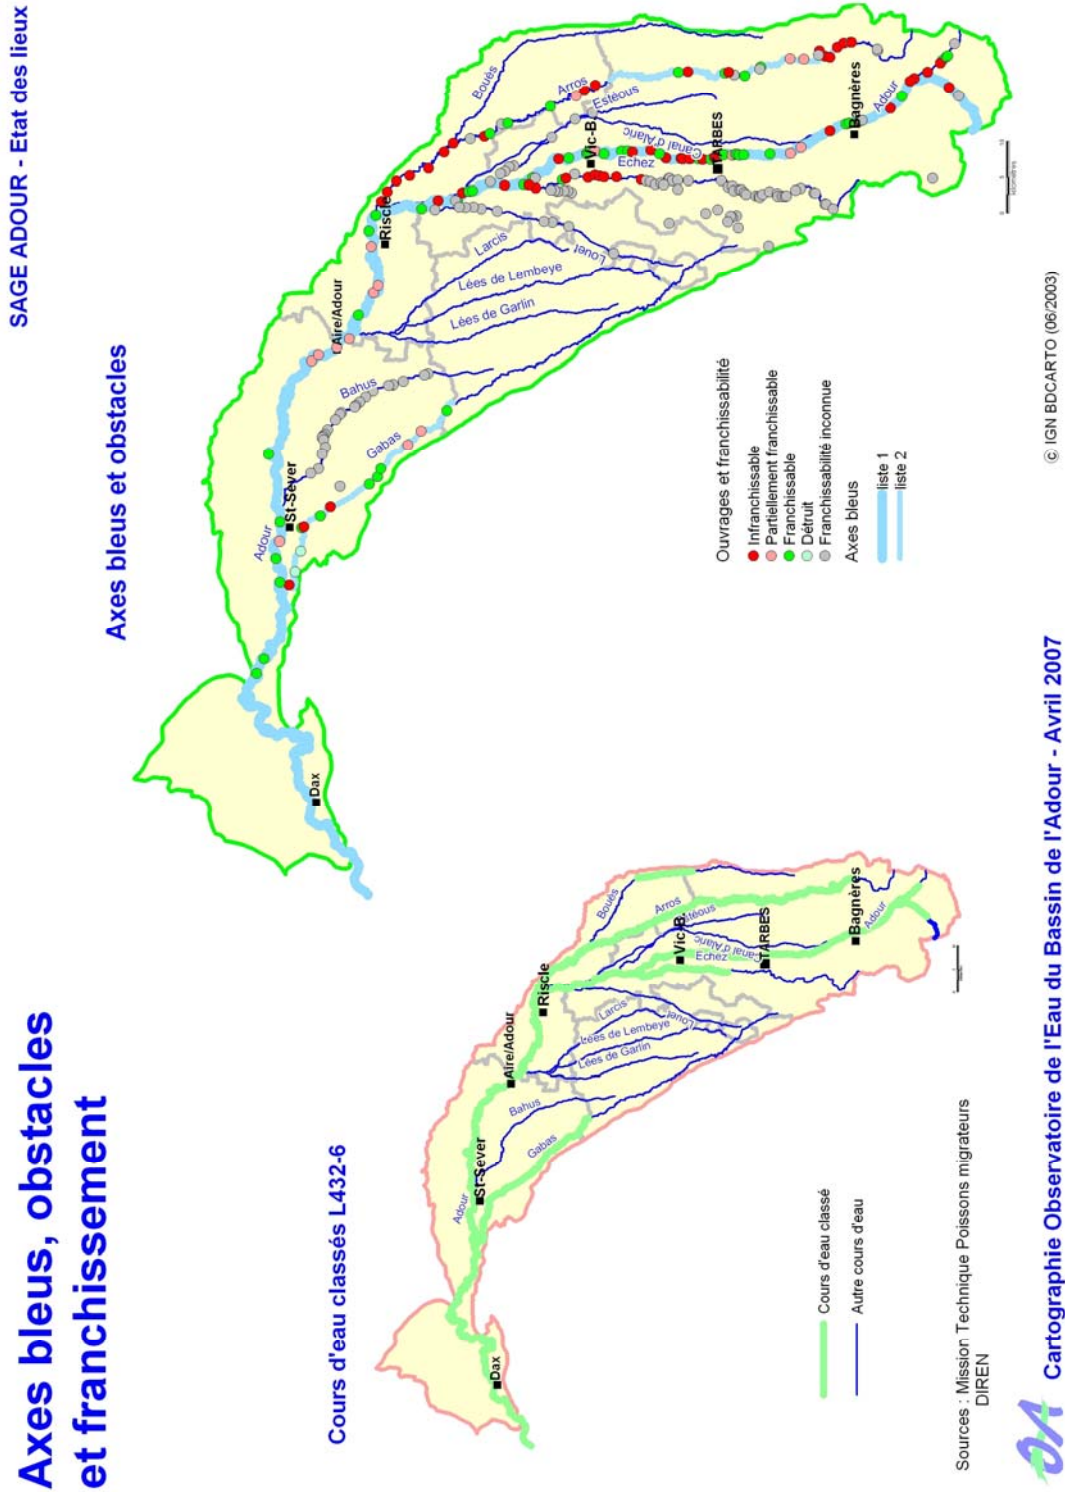 SAGE ADOUR - Etat des lieux
Axes bleus, obstacles
et franchissement
Cours d'eau classés L432-6
Dax
Adour
St-Sever
Bahus
Gabas
Aire/Adour
Riscle
Larcis
Louet
Lées de Lembeye
Lées de Garlin
Bouès
Arros
Estéous
Vic-B.
Canal d'Alaric
Echez
TARBES
Bagnères
Adour
Cours d'eau classé
Autre cours d'eau
Sources : Mission Technique Poissons migrateurs
DIREN
Axes bleus et obstacles
Dax
Adour
St-Sever
Bahus
Gabas
Aire/Adour
Riscle
Larcis
Louet
Lées de Lembeye
Lées de Garlin
Bouès
Arros
Estéous
Vic-B.
Canal d'Alaric
Echez
TARBES
Bagnères
Adour
Ouvrages et franchissabilité
Infranchissable
Partiellement franchissable
Franchissable
Détruit
Franchissabilité inconnue
Axes bleus
liste 1
liste 2
© IGN BDCARTO (06/2003)
OA Cartographie Observatoire de l'Eau du Bassin de l'Adour - Avril 2007